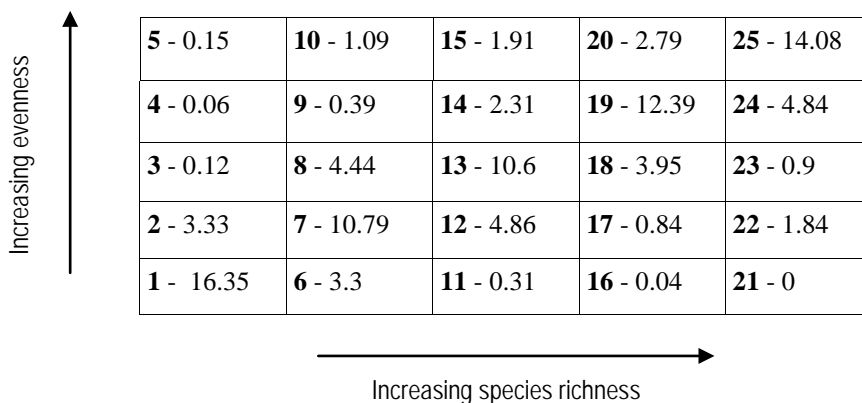 Increasing evenness
5 - 0.15 10 - 1.09 15 - 1.91 20 - 2.79 25 - 14.08
4 - 0.06 9 - 0.39 14 - 2.31 19 - 12.39 24 - 4.84
3 - 0.12 8 - 4.44 13 - 10.6 18 - 3.95 23 - 0.9
2 - 3.33 7 - 10.79 12 - 4.86 17 - 0.84 22 - 1.84
1 - 16.35 6 - 3.3 11 - 0.31 16 - 0.04 21 - 0
Increasing species richness